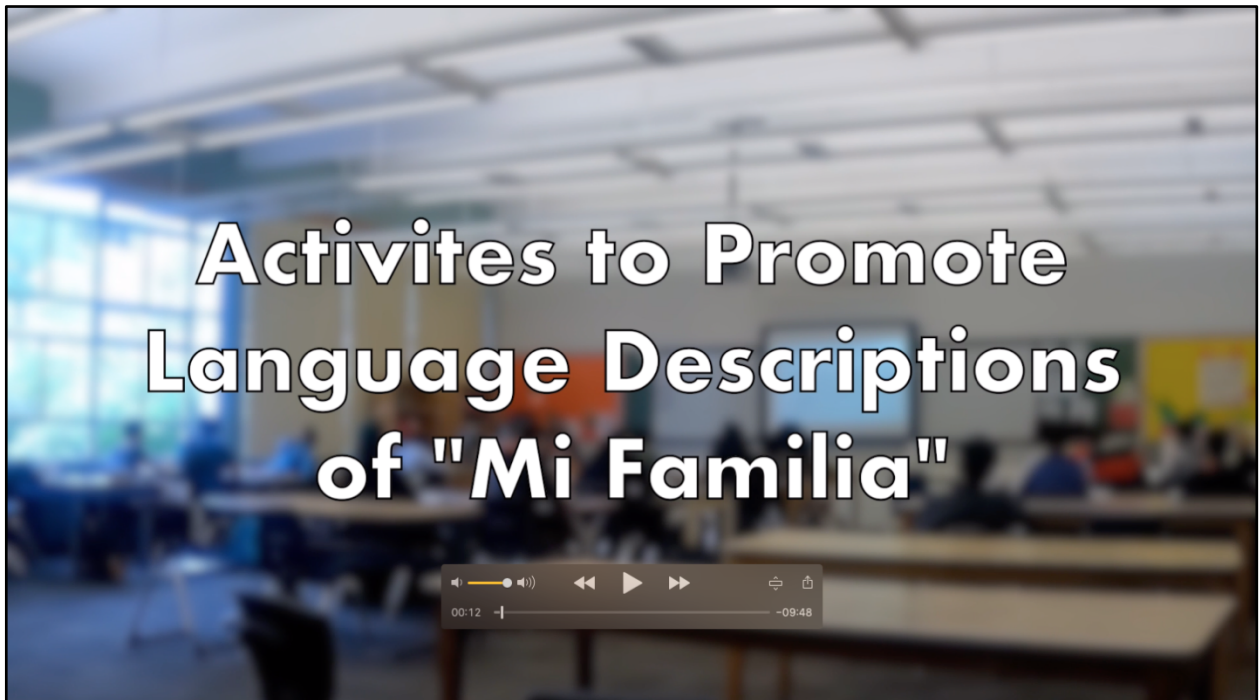 Activites to Promote
Language Descriptions
of "Mi Familia"
00:12 -09:48